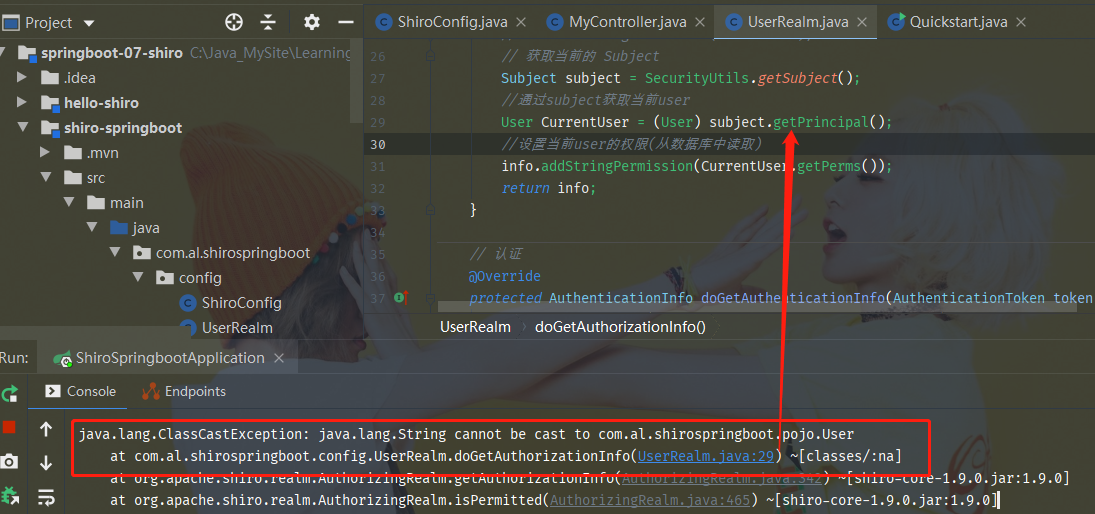 Project
springboot-07-shiro C:\Java_MySite\Learning
.idea
hello-shiro
shiro-springboot
.mvn
src
main
java
com.al.shirospringboot
config
ShiroConfig
UserRealm
ShiroConfig.java
MyController.java
UserRealm.java
Quickstart.java
26 // 获取当前的 Subject
27 Subject subject = SecurityUtils.getSubject();
28 //通过subject获取当前user
29 User CurrentUser = (User) subject.getPrincipal();
30 //设置当前user的权限(从数据库中读取)
31 info.addStringPermission(CurrentUser.getPerms());
32 return info;
33 }
34
35 // 认证
36 @Override
37 protected AuthenticationInfo doGetAuthenticationInfo(AuthenticationToken token
UserRealm › doGetAuthorizationInfo()
Run: ShiroSpringbootApplication
Console Endpoints
java.lang.ClassCastException: java.lang.String cannot be cast to com.al.shirospringboot.pojo.User
at com.al.shirospringboot.config.UserRealm.doGetAuthorizationInfo(UserRealm.java:29) ~[classes/:na]
at org.apache.shiro.realm.AuthorizingRealm.getAuthorizationInfo(AuthorizingRealm.java:342) ~[shiro-core-1.9.0.jar:1.9.0]
at org.apache.shiro.realm.AuthorizingRealm.isPermitted(AuthorizingRealm.java:465) ~[shiro-core-1.9.0.jar:1.9.0]